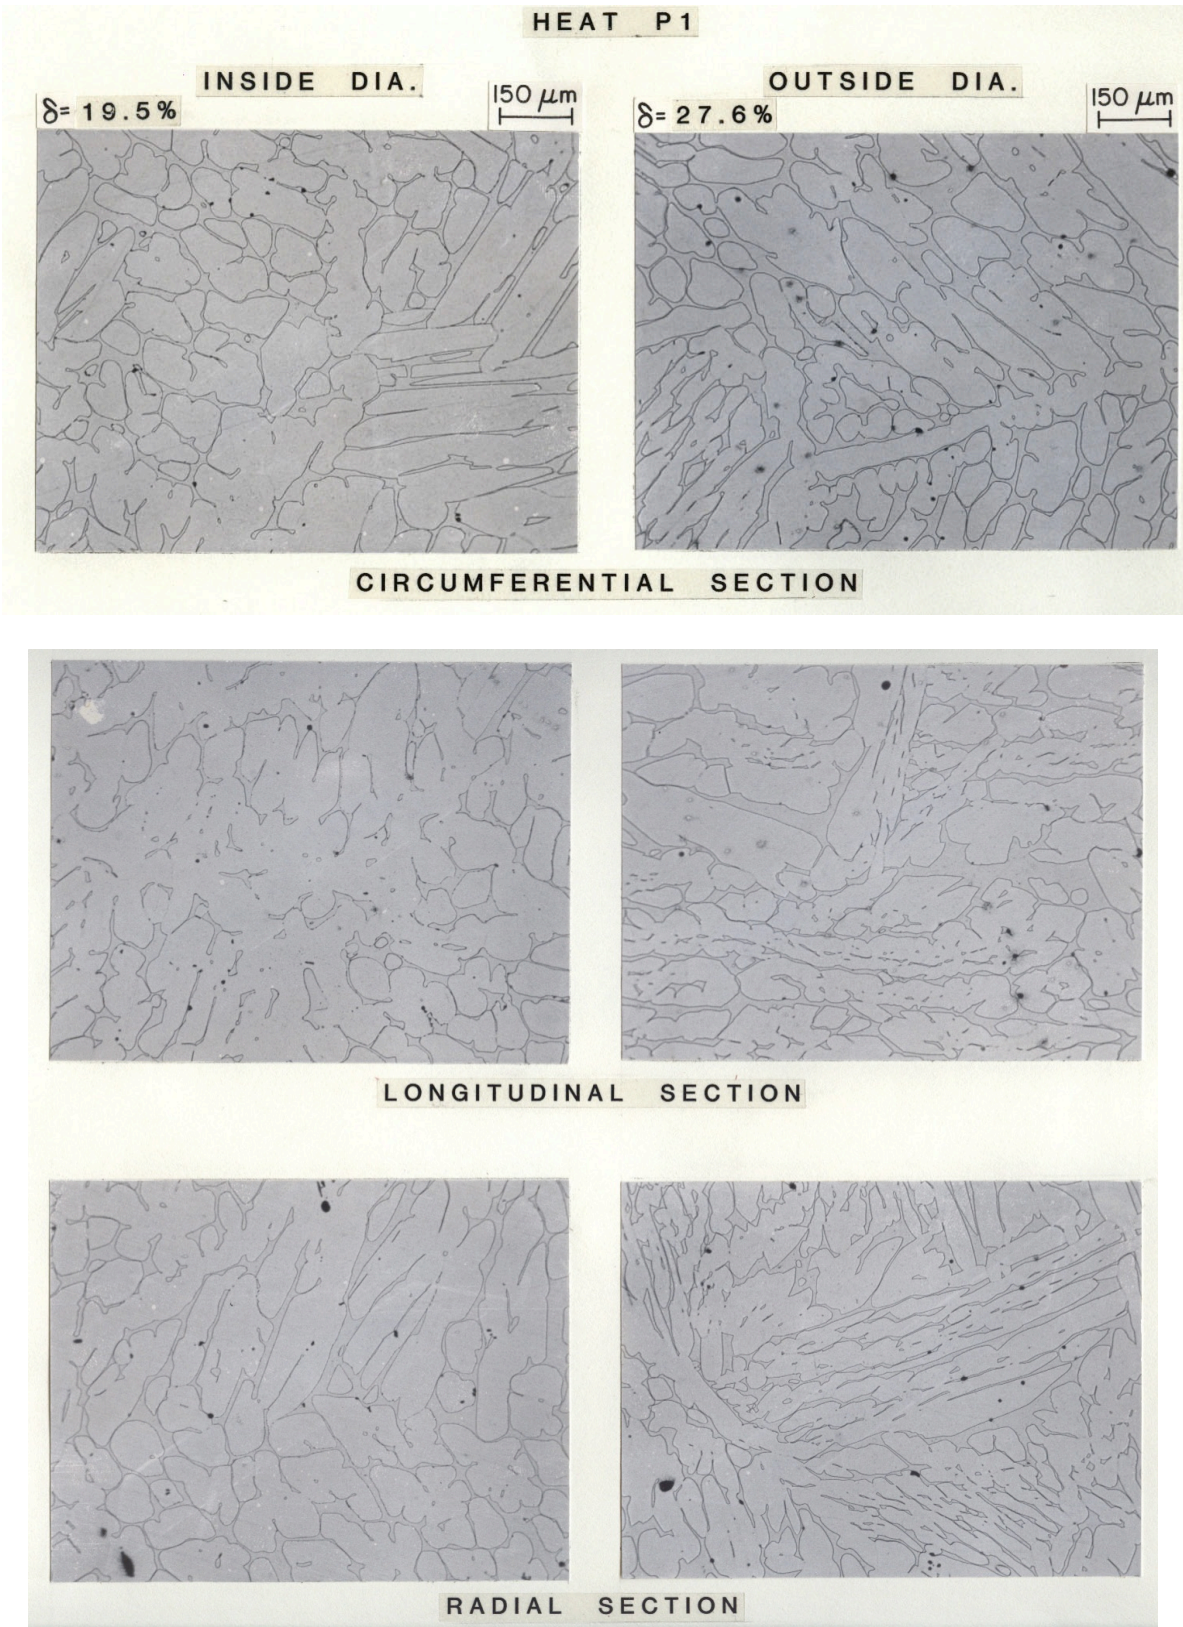 HEAT P1
INSIDE DIA. OUTSIDE DIA.
δ= 19.5% 150 μm δ= 27.6% 150 μm
CIRCUMFERENTIAL SECTION
LONGITUDINAL SECTION
RADIAL SECTION